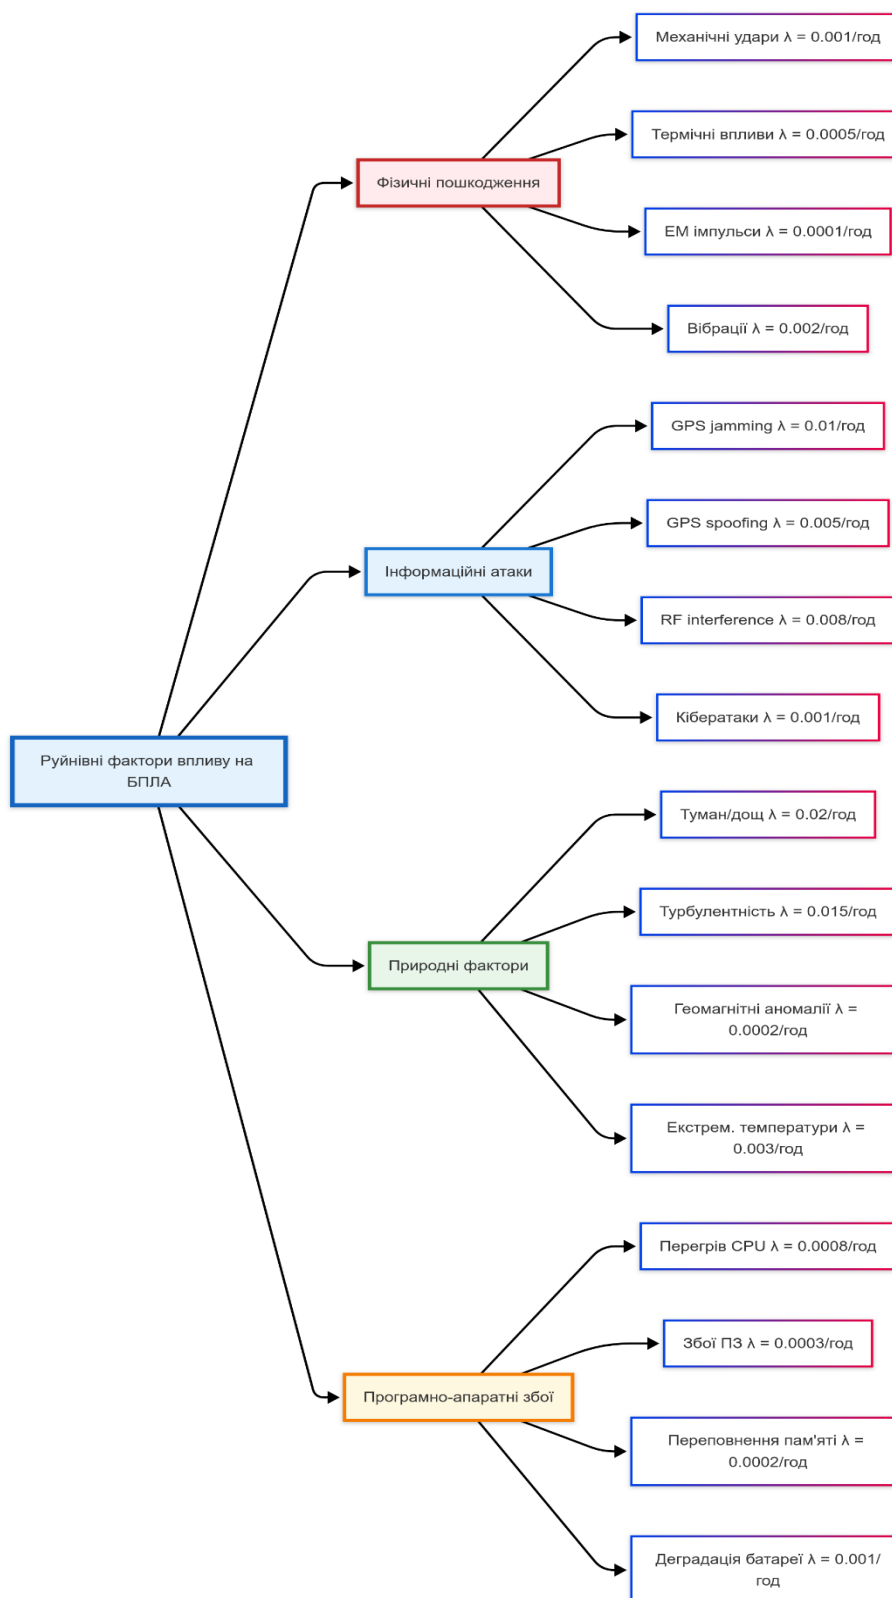 Механічні удари λ = 0.001/год
Термічні впливи λ = 0.0005/год
Фізичні пошкодження
ЕМ імпульси λ = 0.0001/год
Вібрації λ = 0.002/год
GPS jamming λ = 0.01/год
GPS spoofing λ = 0.005/год
Інформаційні атаки
RF interference λ = 0.008/год
Кібератаки λ = 0.001/год
Руйнівні фактори впливу на
БПЛА
Туман/дощ λ = 0.02/год
Турбулентність λ = 0.015/год
Природні фактори
Геомагнітні аномалії λ =
0.0002/год
Екстрем. температури λ =
0.003/год
Перегрів CPU λ = 0.0008/год
Збої ПЗ λ = 0.0003/год
Програмно-апаратні збої
Переповнення пам'яті λ =
0.0002/год
Деградація батареї λ = 0.001/
год